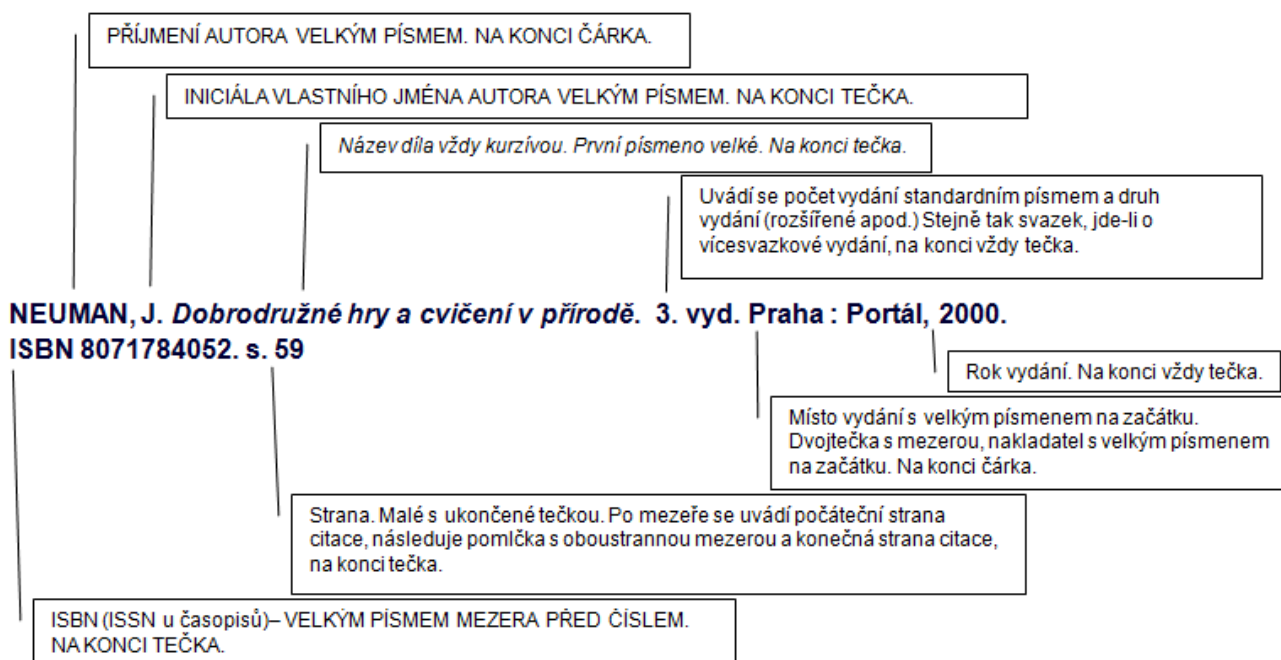 PŘÍJMENÍ AUTORA VELKÝM PÍSMEM. NA KONCI ČÁRKA.
INICIÁLA VLASTNÍHO JMÉNA AUTORA VELKÝM PÍSMEM. NA KONCI TEČKA.
Název díla vždy kurzívou. První písmeno velké. Na konci tečka.
Uvádí se počet vydání standardním písmem a druh
vydání (rozšířené apod.) Stejně tak svazek, jde-li o
vícesvazkové vydání, na konci vždy tečka.
NEUMAN, J. Dobrodružné hry a cvičení v přírodě. 3. vyd. Praha : Portál, 2000.
ISBN 8071784052. s. 59
Rok vydání. Na konci vždy tečka.
Místo vydání s velkým písmenem na začátku.
Dvojtečka s mezerou, nakladatel s velkým písmenem
na začátku. Na konci čárka.
Strana. Malé s ukončené tečkou. Po mezeře se uvádí počáteční strana
citace, následuje pomlčka s oboustrannou mezerou a konečná strana citace,
na konci tečka.
ISBN (ISSN u časopisů)– VELKÝM PÍSMEM MEZERA PŘED ČÍSLEM.
NA KONCI TEČKA.